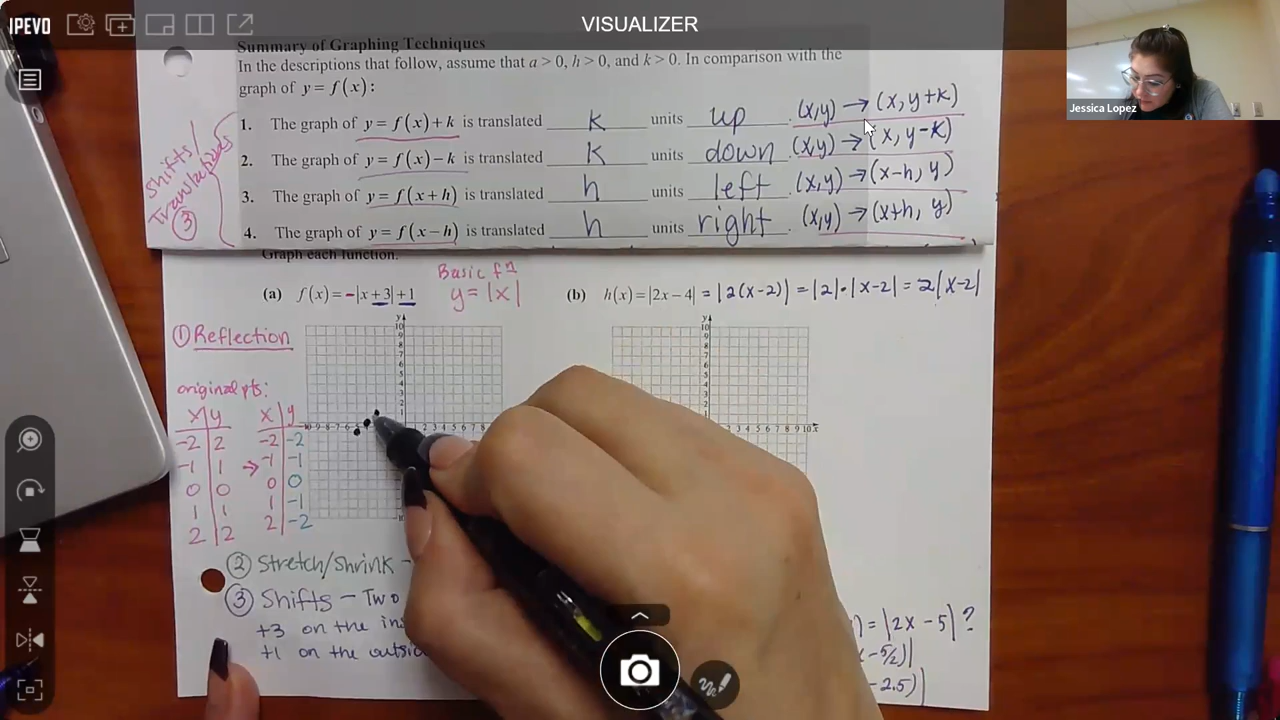 IPEVO
VISUALIZER
Jessica Lopez
Summary of Graphing Techniques
In the descriptions that follow, assume that a > 0, h > 0, and k > 0. In comparison with the
graph of y = f(x):
1. The graph of y = f(x) + k is translated k units up. (x,y) → (x, y+k)
2. The graph of y = f(x) − k is translated k units down. (x,y) → (x, y-k)
3. The graph of y = f(x + h) is translated h units left. (x,y) → (x-h, y)
4. The graph of y = f(x − h) is translated h units right. (x,y) → (x+h, y)
Shifts/
③
Graph each function.
Basic fn
y = |x|
(a) f(x) = −|x + 3| + 1
(b) h(x) = |2x − 4| = |2(x-2)| = |2|•|x-2| = 2|x-2|
① Reflection
original pts:
x y x y
-2 2 -2 -2
-1 1 → -1 -1
0 0 0 0
1 1 1 -1
2 2 2 -2
② Stretch/Shrink -
③ Shifts - Two
+3 on the
+1 on the
= |2x - 5| ?
- 5/2)|
- 2.5)|